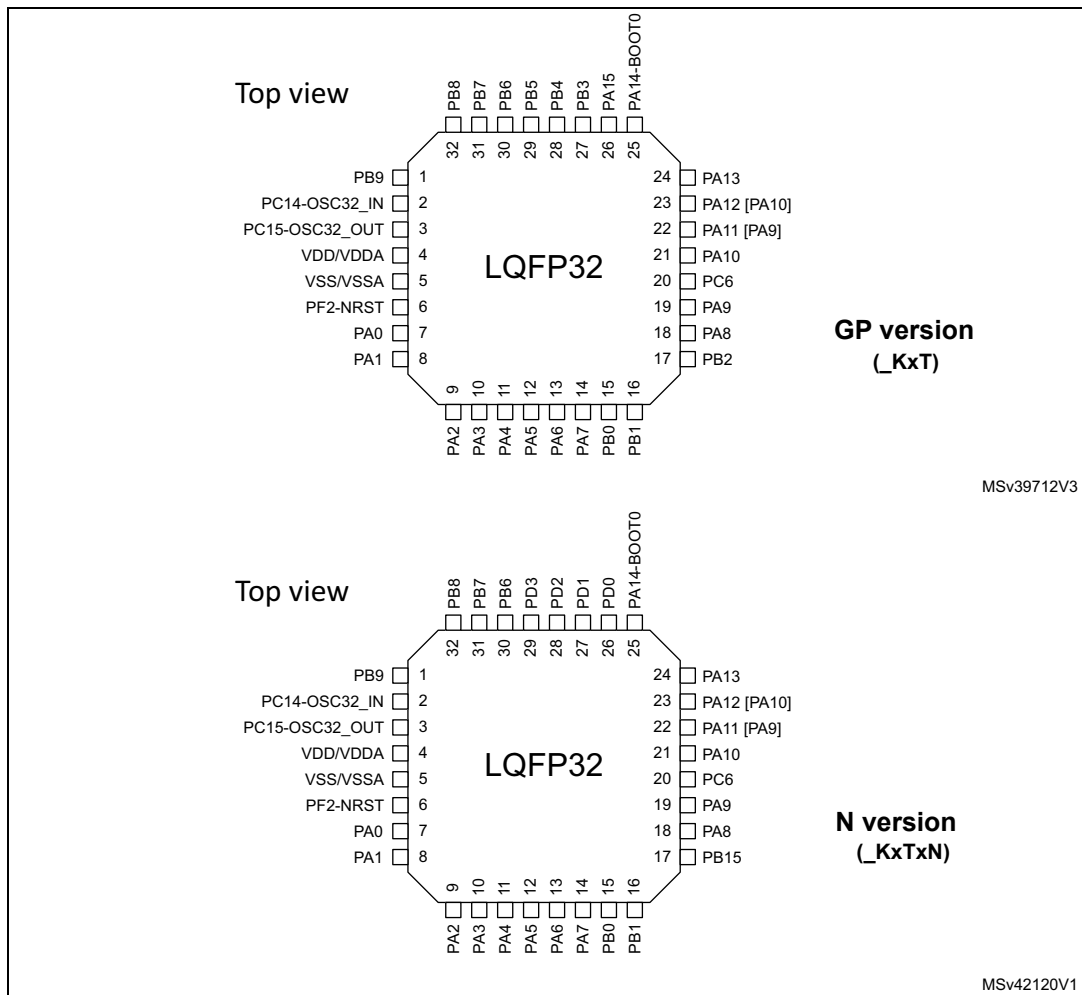 Top view
PB8 PB7 PB6 PB5 PB4 PB3 PA15 PA14-BOOT0
32 31 30 29 28 27 26 25
PB9 1 24 PA13
PC14-OSC32_IN 2 23 PA12 [PA10]
PC15-OSC32_OUT 3 22 PA11 [PA9]
VDD/VDDA 4 21 PA10
LQFP32
VSS/VSSA 5 20 PC6
PF2-NRST 6 19 PA9
PA0 7 18 PA8
PA1 8 17 PB2
GP version
(_KxT)
9 10 11 12 13 14 15 16
PA2 PA3 PA4 PA5 PA6 PA7 PB0 PB1
MSv39712V3
Top view
PB8 PB7 PB6 PD3 PD2 PD1 PD0 PA14-BOOT0
32 31 30 29 28 27 26 25
PB9 1 24 PA13
PC14-OSC32_IN 2 23 PA12 [PA10]
PC15-OSC32_OUT 3 22 PA11 [PA9]
VDD/VDDA 4 21 PA10
LQFP32
VSS/VSSA 5 20 PC6
PF2-NRST 6 19 PA9
PA0 7 18 PA8
PA1 8 17 PB15
N version
(_KxTxN)
9 10 11 12 13 14 15 16
PA2 PA3 PA4 PA5 PA6 PA7 PB0 PB1
MSv42120V1